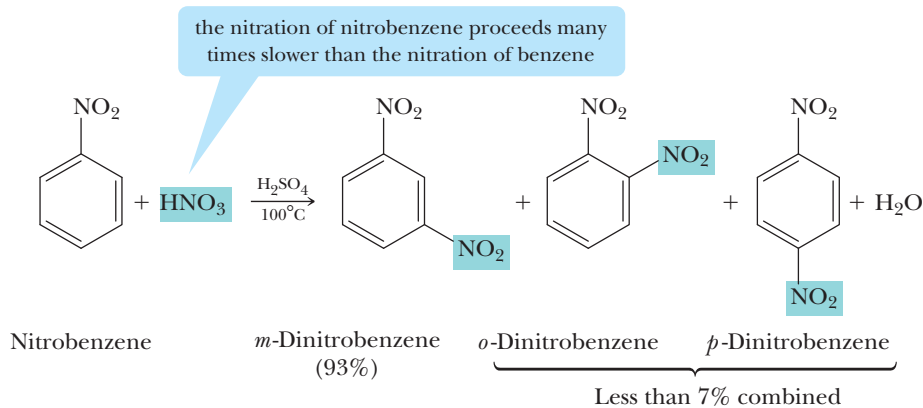 the nitration of nitrobenzene proceeds many
times slower than the nitration of benzene
NO₂
NO₂
NO₂
NO₂
NO₂
+ HNO₃
H₂SO₄
100°C
+
+
+ H₂O
NO₂
NO₂
Nitrobenzene
m-Dinitrobenzene
(93%)
o-Dinitrobenzene
p-Dinitrobenzene
Less than 7% combined